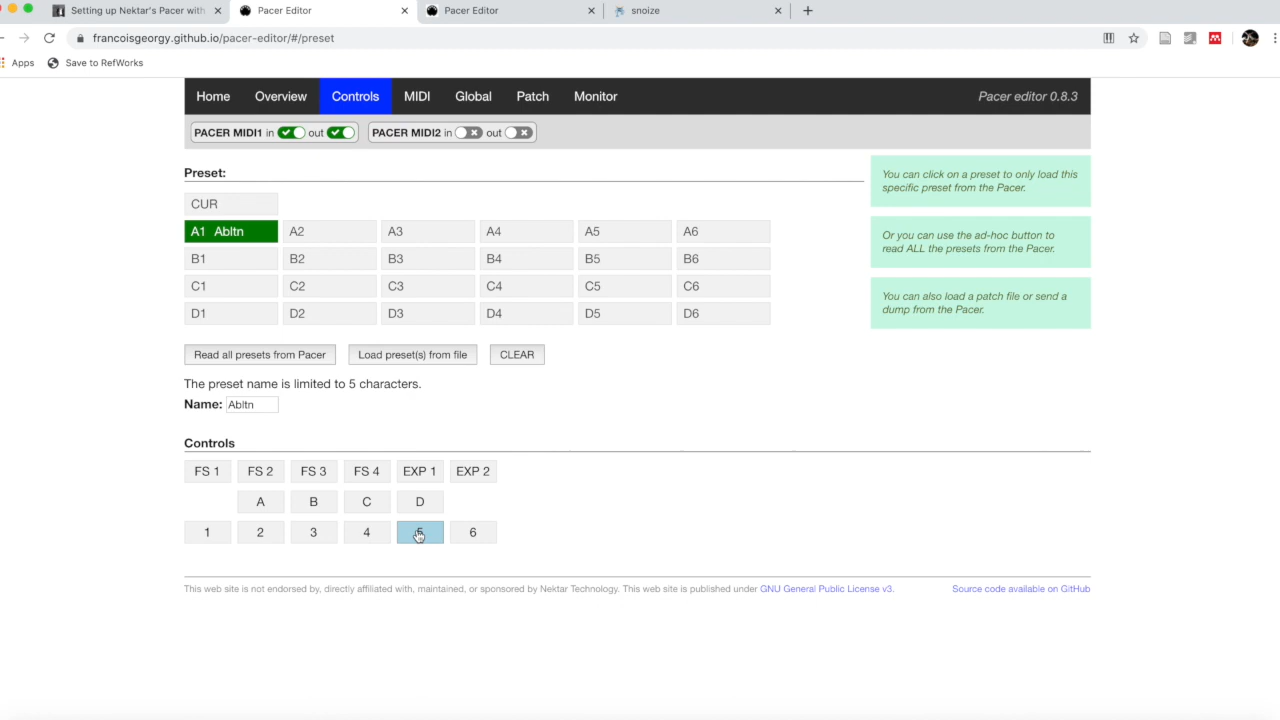 Setting up Nektar's Pacer with
Pacer Editor
Pacer Editor
snoize
francoisgeorgy.github.io/pacer-editor/#/preset
Apps
Save to RefWorks
Home
Overview
Controls
MIDI
Global
Patch
Monitor
Pacer editor 0.8.3
PACER MIDI1 in
out
PACER MIDI2 in
out
Preset:
CUR
A1 Abltn
A2
A3
A4
A5
A6
B1
B2
B3
B4
B5
B6
C1
C2
C3
C4
C5
C6
D1
D2
D3
D4
D5
D6
You can click on a preset to only load this
specific preset from the Pacer.
Or you can use the ad-hoc button to
read ALL the presets from the Pacer.
You can also load a patch file or send a
dump from the Pacer.
Read all presets from Pacer
Load preset(s) from file
CLEAR
The preset name is limited to 5 characters.
Name: Abltn
Controls
FS 1
FS 2
FS 3
FS 4
EXP 1
EXP 2
A
B
C
D
1
2
3
4
5
6
This web site is not endorsed by, directly affiliated with, maintained, or sponsored by Nektar Technology. This web site is published under GNU General Public License v3.
Source code available on GitHub